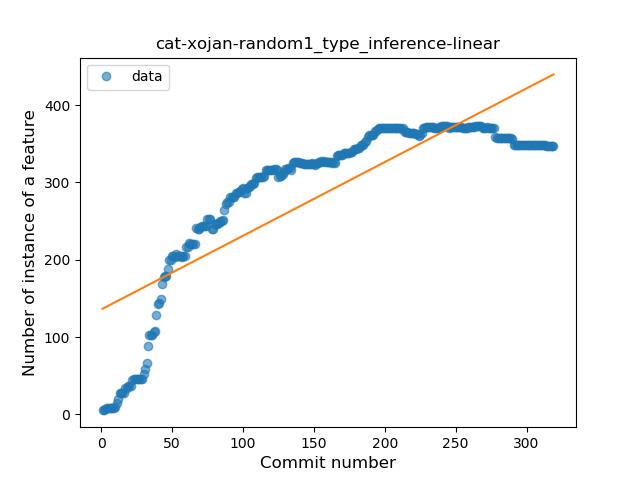 cat-xojan-random1_type_inference-linear
data
Number of instance of a feature
400
300
200
100
0
0 50 100 150 200 250 300
Commit number